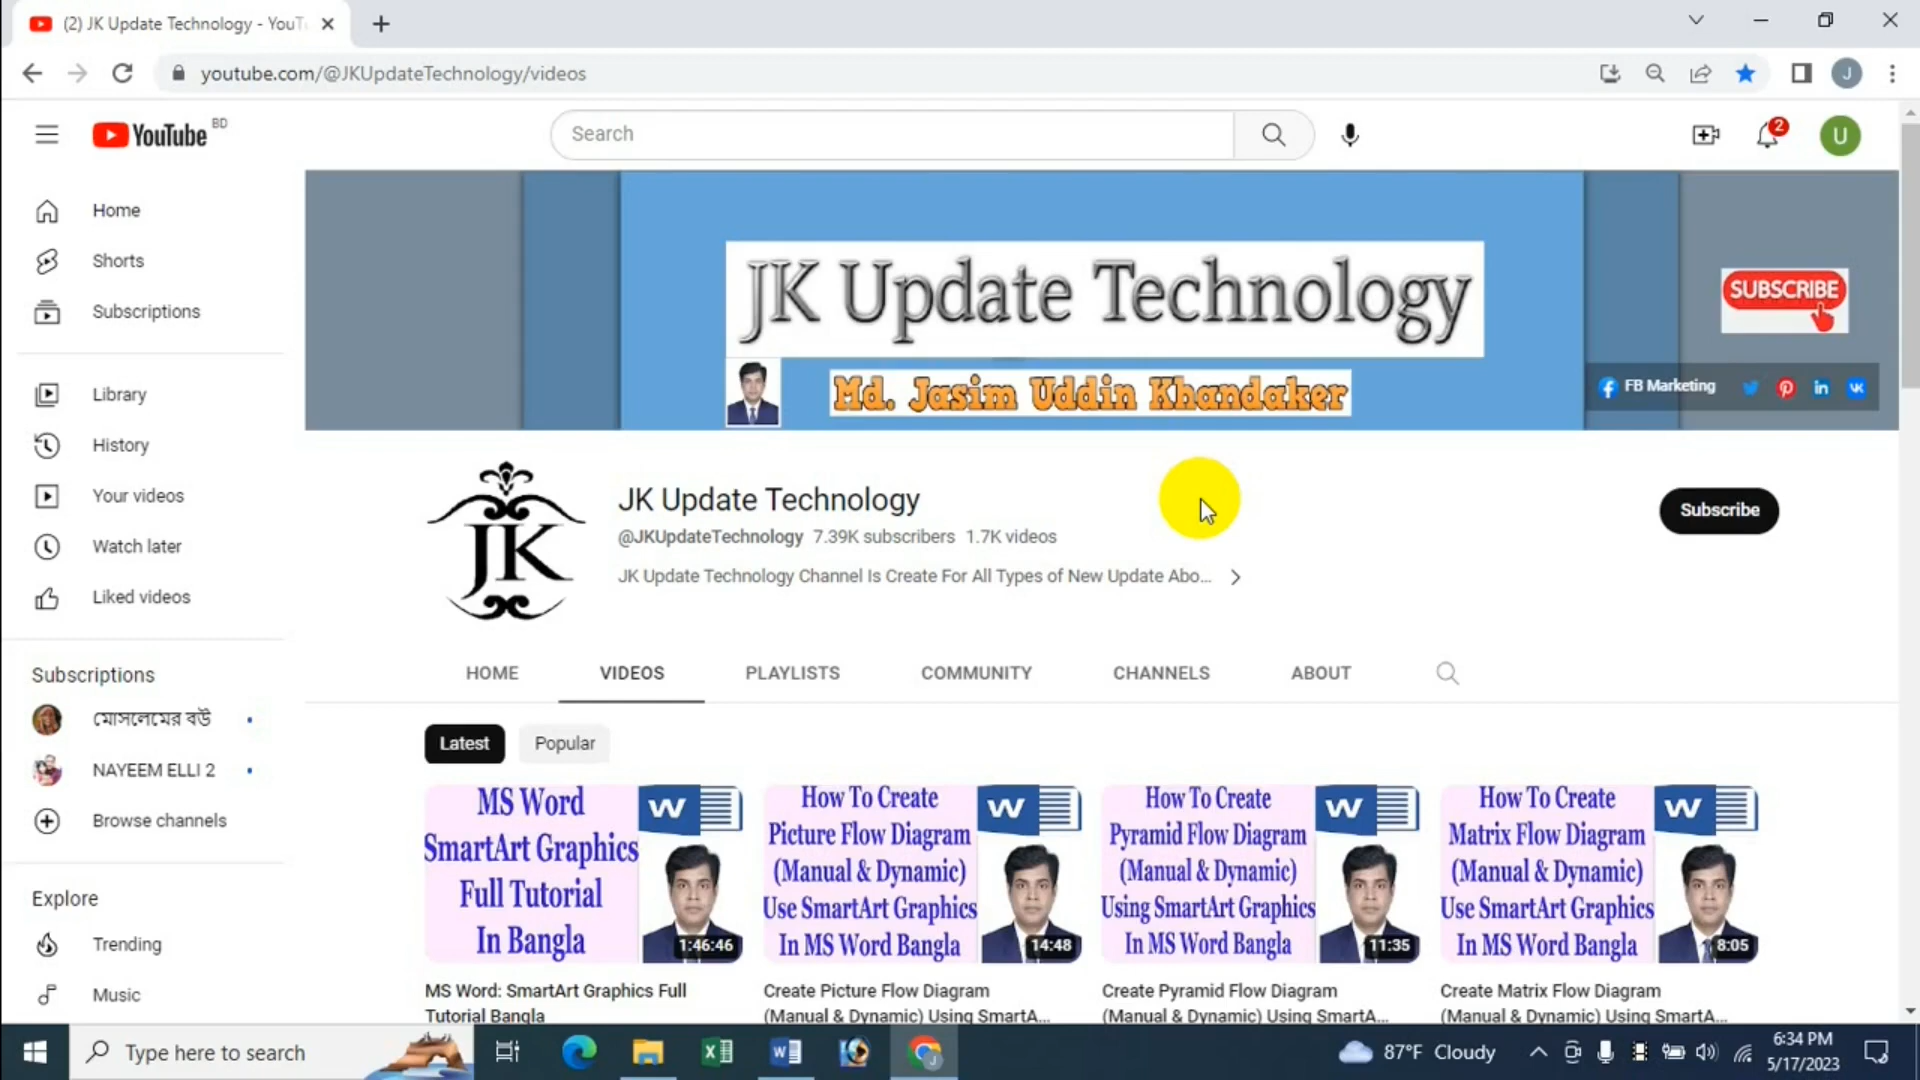 (2) JK Update Technology - YouT
youtube.com/@JKUpdateTechnology/videos
J
YouTube BD
Search
2
U
Home
Shorts
Subscriptions
Library
History
Your videos
Watch later
Liked videos
Subscriptions
মোসলেমের বউ
NAYEEM ELLI 2
Browse channels
Explore
Trending
Music
JK Update Technology
Md. Jasim Uddin Khandaker
SUBSCRIBE
FB Marketing
JK
JK Update Technology
@JKUpdateTechnology 7.39K subscribers 1.7K videos
JK Update Technology Channel Is Create For All Types of New Update Abo...
Subscribe
HOME VIDEOS PLAYLISTS COMMUNITY CHANNELS ABOUT
Latest Popular
MS Word
SmartArt Graphics
Full Tutorial
In Bangla
W
1:46:46
MS Word: SmartArt Graphics Full
Tutorial Bangla
How To Create
Picture Flow Diagram
(Manual & Dynamic)
Use SmartArt Graphics
In MS Word Bangla
W
14:48
Create Picture Flow Diagram
(Manual & Dynamic) Using SmartA...
How To Create
Pyramid Flow Diagram
(Manual & Dynamic)
Using SmartArt Graphics
In MS Word Bangla
W
11:35
Create Pyramid Flow Diagram
(Manual & Dynamic) Using SmartA...
How To Create
Matrix Flow Diagram
(Manual & Dynamic)
Use SmartArt Graphics
In MS Word Bangla
W
8:05
Create Matrix Flow Diagram
(Manual & Dynamic) Using SmartA...
Type here to search
87°F Cloudy
6:34 PM
5/17/2023